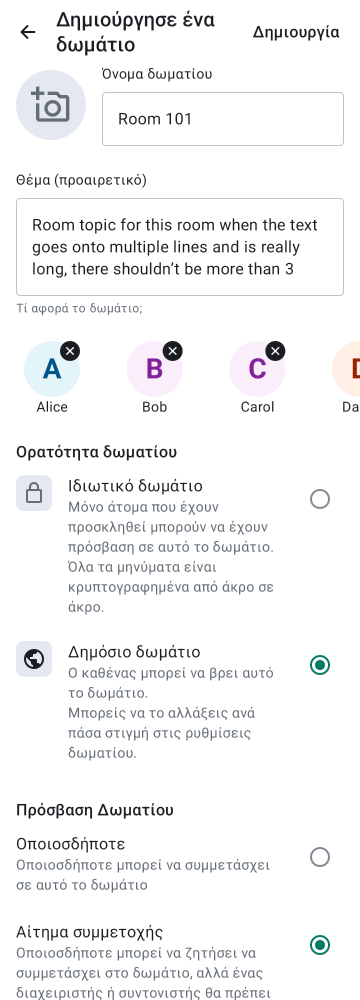 Δημιούργησε ένα
δωμάτιο
Δημιουργία
Όνομα δωματίου
Room 101
Θέμα (προαιρετικό)
Room topic for this room when the text
goes onto multiple lines and is really
long, there shouldn’t be more than 3
Τί αφορά το δωμάτιο;
A B C D
Alice Bob Carol Da
Ορατότητα δωματίου
Ιδιωτικό δωμάτιο
Μόνο άτομα που έχουν
προσκληθεί μπορούν να έχουν
πρόσβαση σε αυτό το δωμάτιο.
Όλα τα μηνύματα είναι
κρυπτογραφημένα από άκρο σε
άκρο.
Δημόσιο δωμάτιο
Ο καθένας μπορεί να βρει αυτό
το δωμάτιο.
Μπορείς να το αλλάξεις ανά
πάσα στιγμή στις ρυθμίσεις
δωματίου.
Πρόσβαση Δωματίου
Οποιοσδήποτε
Οποιοσδήποτε μπορεί να συμμετάσχει
σε αυτό το δωμάτιο
Αίτημα συμμετοχής
Οποιοσδήποτε μπορεί να ζητήσει να
συμμετάσχει στο δωμάτιο, αλλά ένας
διαχειριστής ή συντονιστής θα πρέπει